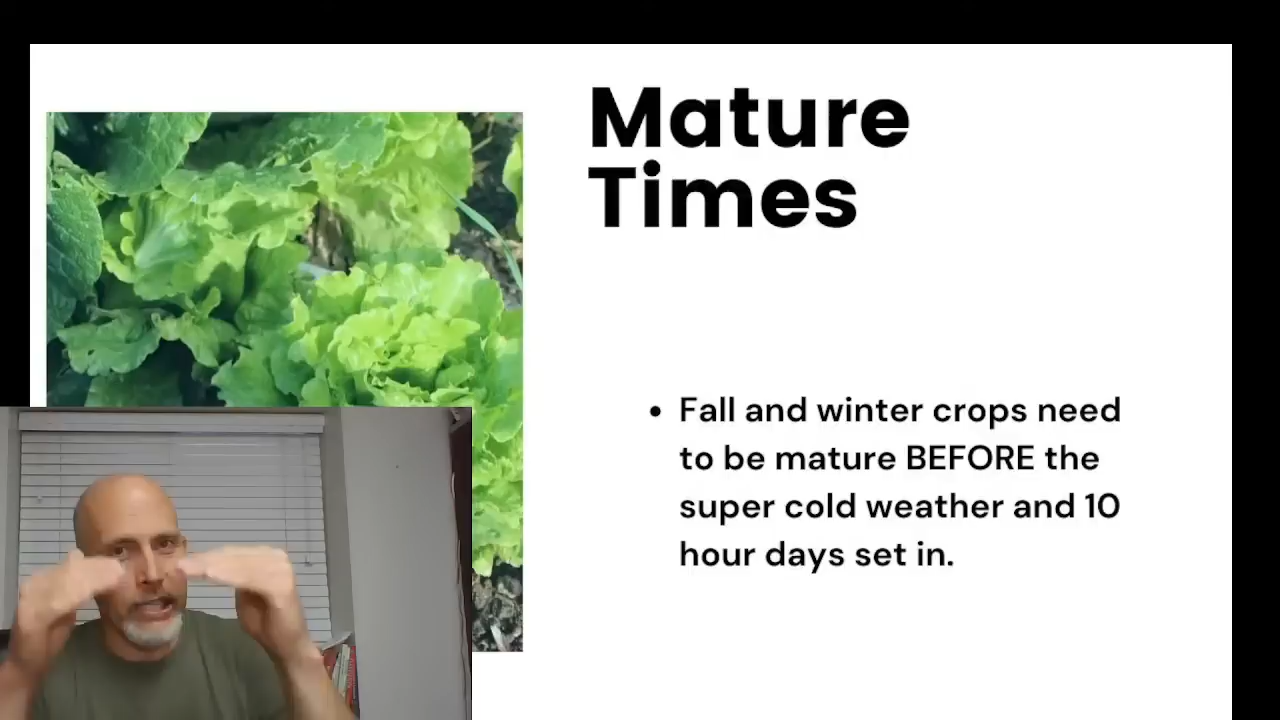 Mature
Times
• Fall and winter crops need
to be mature BEFORE the
super cold weather and 10
hour days set in.